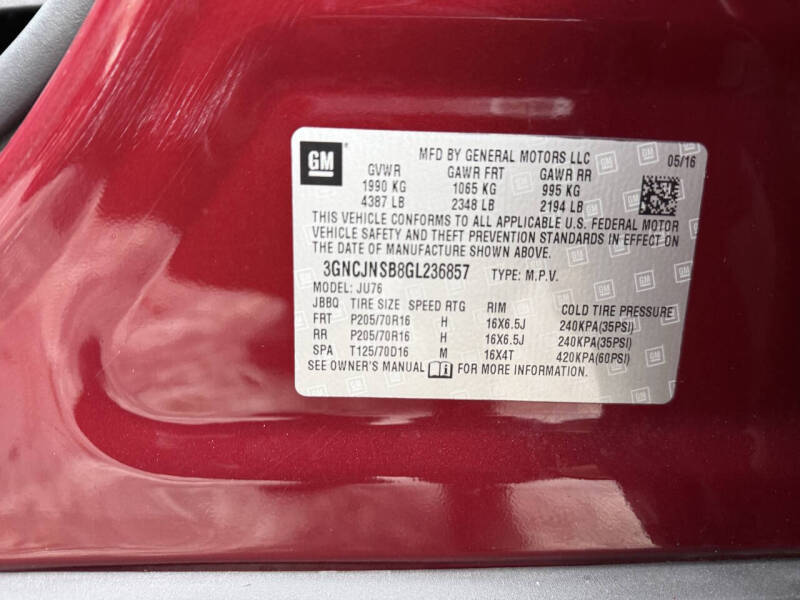 GM
MFD BY GENERAL MOTORS LLC 05/16
GVWR GAWR FRT GAWR RR
1990 KG 1065 KG 995 KG
4387 LB 2348 LB 2194 LB
THIS VEHICLE CONFORMS TO ALL APPLICABLE U.S. FEDERAL MOTOR
VEHICLE SAFETY AND THEFT PREVENTION STANDARDS IN EFFECT ON
THE DATE OF MANUFACTURE SHOWN ABOVE.
3GNCJNSB8GL236857 TYPE: M.P.V.
MODEL: JU76
JBBQ TIRE SIZE SPEED RTG RIM COLD TIRE PRESSURE
FRT P205/70R16 H 16X6.5J 240KPA(35PSI)
RR P205/70R16 H 16X6.5J 240KPA(35PSI)
SPA T125/70D16 M 16X4T 420KPA(60PSI)
SEE OWNER'S MANUAL FOR MORE INFORMATION.